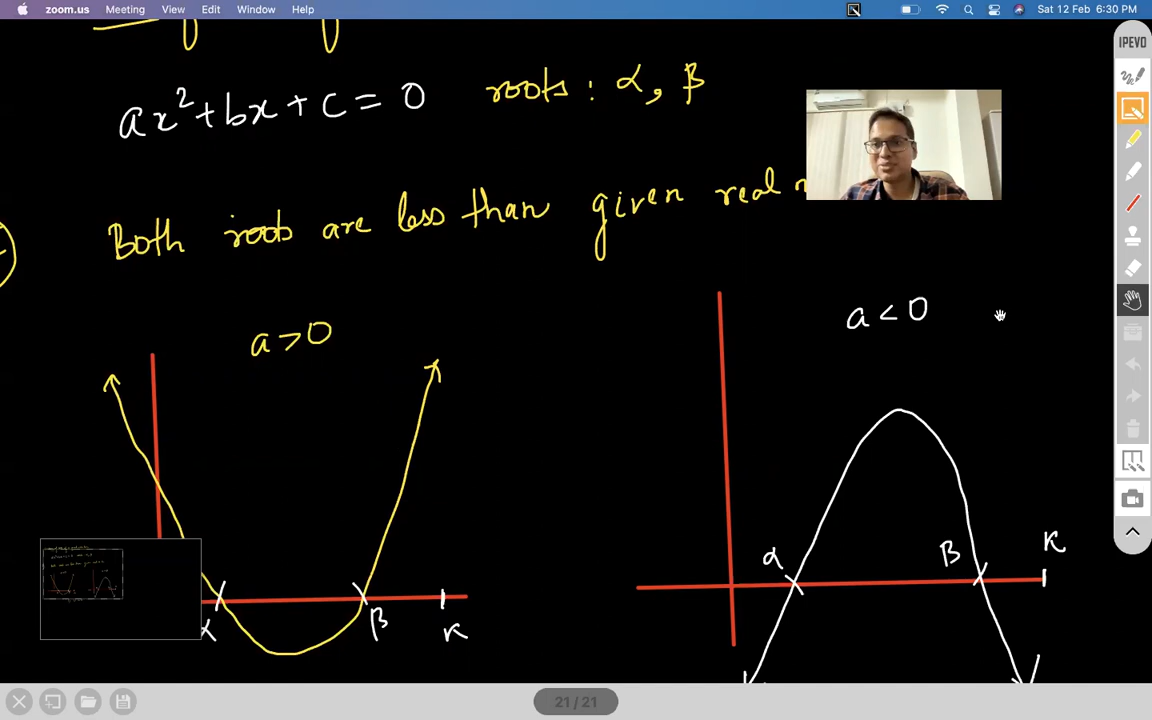 zoom.us Meeting View Edit Window Help Sat 12 Feb 6:30 PM
IPEVO
ax²+bx+c=0 roots: α, β
Both roots are less than given real
a>0
a<0
α β K
α β K
21/21